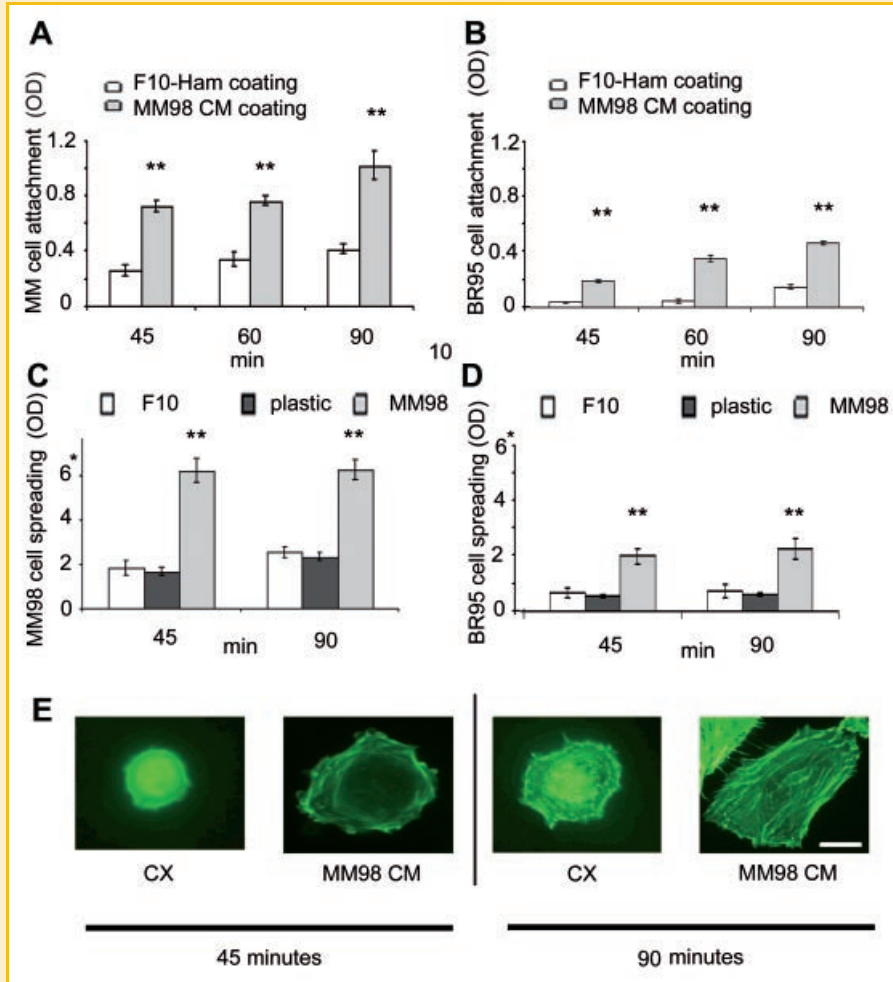 A
F10-Ham coating
MM98 CM coating
MM cell attachment (OD)
1.2
0.8
0.4
0
** ** **
45 60 90
min
10
B
F10-Ham coating
MM98 CM coating
BR95 cell attachment (OD)
1.2
0.8
0.4
0
** ** **
45 60 90
min
C
F10 plastic MM98
MM98 cell spreading (OD)
*
6
4
2
0
** **
45 min 90
D
F10 plastic MM98
BR95 cell spreading (OD)
*
6
4
2
0
** **
45 min 90
E
CX MM98 CM CX MM98 CM
45 minutes 90 minutes